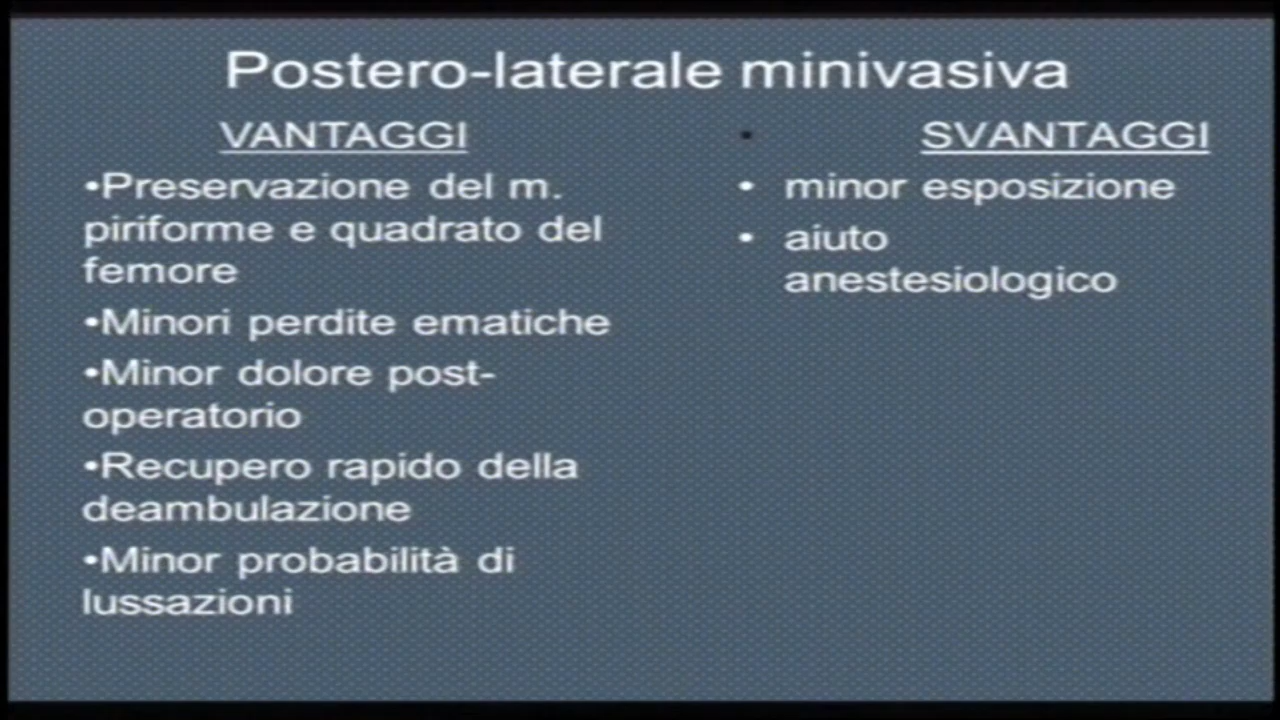 Postero-laterale minivasiva
VANTAGGI
•Preservazione del m.
piriforme e quadrato del
femore
•Minori perdite ematiche
•Minor dolore post-
operatorio
•Recupero rapido della
deambulazione
•Minor probabilità di
lussazioni
• SVANTAGGI
• minor esposizione
• aiuto
anestesiologico